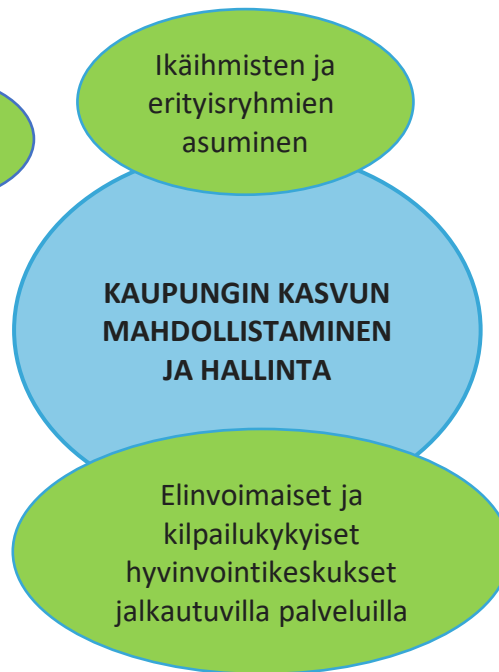 Ikäihmisten ja
erityisryhmien
asuminen
KAUPUNGIN KASVUN
MAHDOLLISTAMINEN
JA HALLINTA
Elinvoimaiset ja
kilpailukykyiset
hyvinvointikeskukset
jalkautuvilla palveluilla